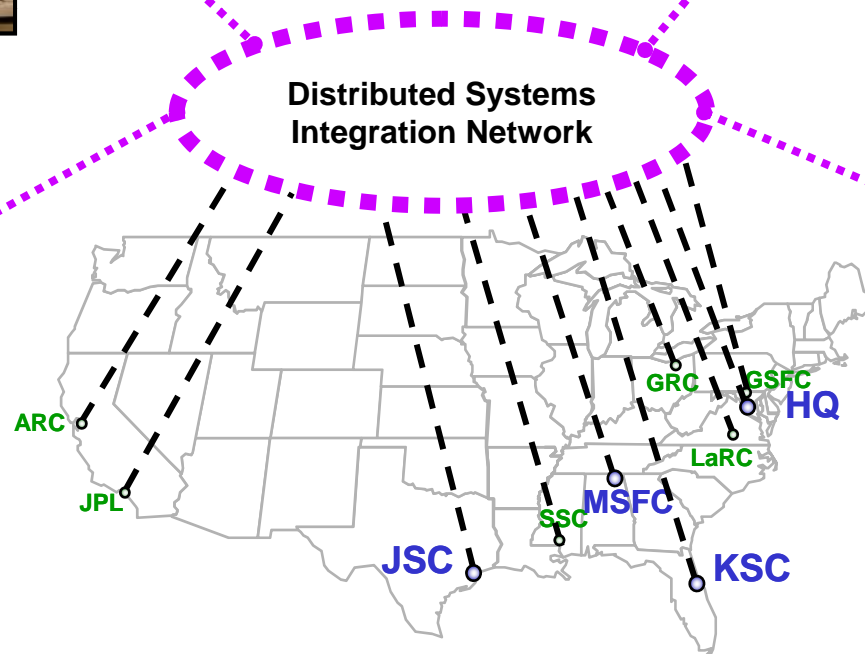 Distributed Systems
Integration Network
GRC
GSFC
HQ
ARC
LaRC
JPL
MSFC
SSC
JSC
KSC